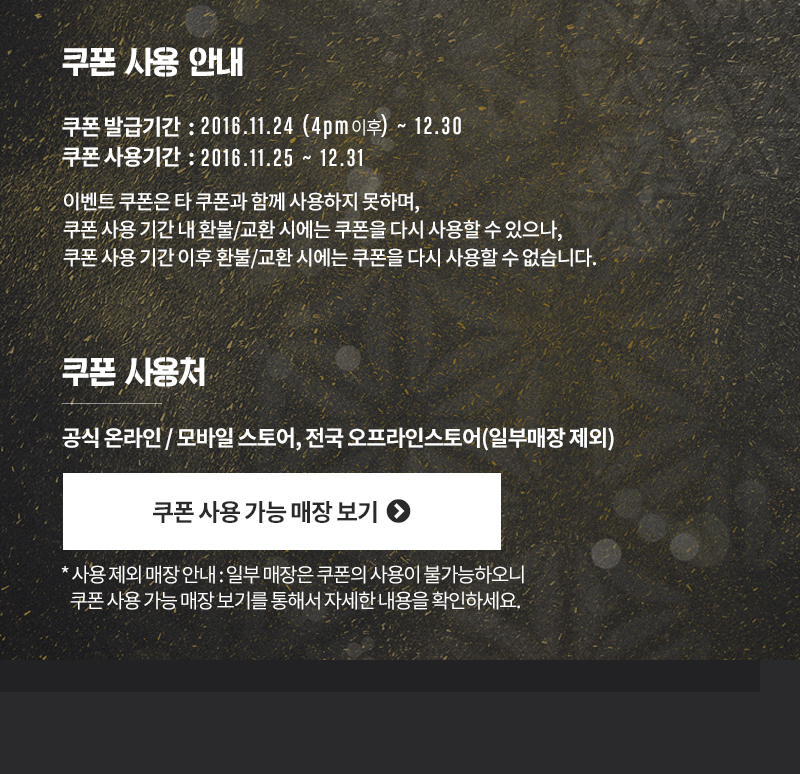 쿠폰 사용 안내
쿠폰 발급기간 : 2016.11.24 (4pm이후) ~ 12.30
쿠폰 사용기간 : 2016.11.25 ~ 12.31
이벤트 쿠폰은 타 쿠폰과 함께 사용하지 못하며,
쿠폰 사용 기간 내 환불/교환 시에는 쿠폰을 다시 사용할 수 있으나,
쿠폰 사용 기간 이후 환불/교환 시에는 쿠폰을 다시 사용할 수 없습니다.
쿠폰 사용처
공식 온라인 / 모바일 스토어, 전국 오프라인스토어(일부매장 제외)
쿠폰 사용 가능 매장 보기
* 사용 제외 매장 안내 : 일부 매장은 쿠폰의 사용이 불가능하오니
쿠폰 사용 가능 매장 보기를 통해서 자세한 내용을 확인하세요.